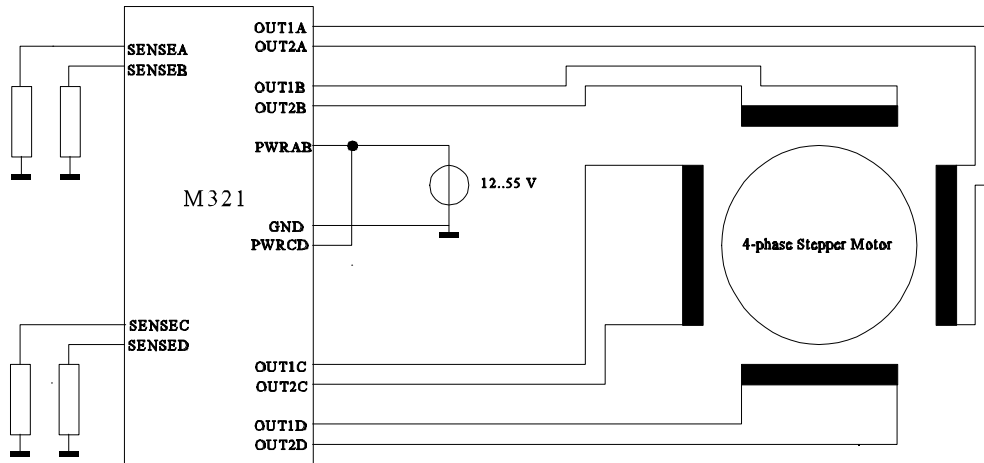 OUT1A
OUT2A
SENSEA
SENSEB
OUT1B
OUT2B
PWRAB
12..55 V
M321
GND
PWRCD
4-phase Stepper Motor
SENSEC
SENSED
OUT1C
OUT2C
OUT1D
OUT2D